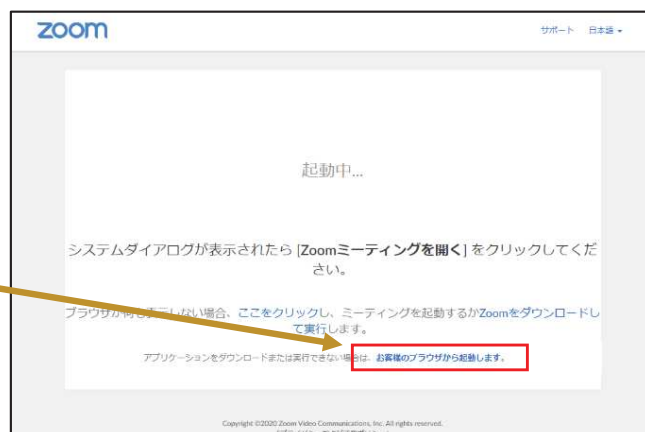 zoom
サポート 日本語
起動中...
システムダイアログが表示されたら [Zoomミーティングを開く] をクリックしてくだ
さい。
ブラウザが何も表示しない場合、ここをクリックし、ミーティングを起動するかZoomをダウンロードし
て実行します。
アプリケーションをダウンロードまたは実行できない場合は、お客様のブラウザから起動します。
Copyright ©2020 Zoom Video Communications, Inc. All rights reserved.